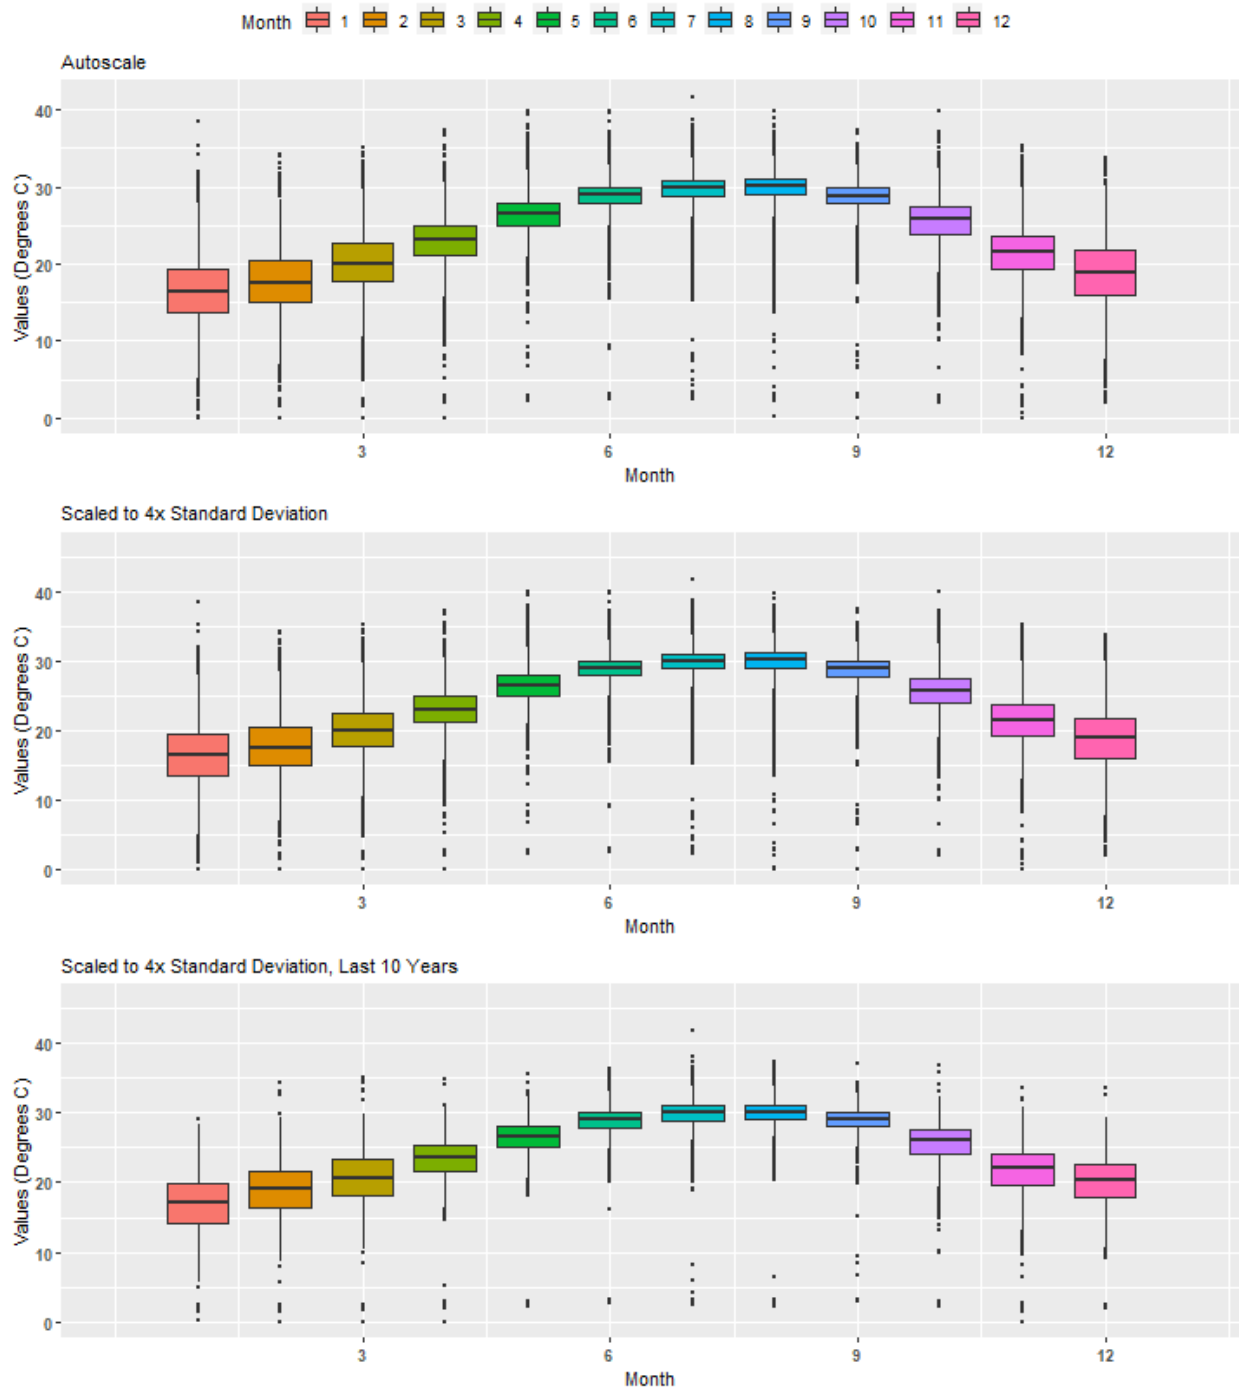 Month 1 2 3 4 5 6 7 8 9 10 11 12
Autoscale
Values (Degrees C)
40
30
20
10
0
3 6 9 12
Month
Scaled to 4x Standard Deviation
Values (Degrees C)
40
30
20
10
0
3 6 9 12
Month
Scaled to 4x Standard Deviation, Last 10 Years
Values (Degrees C)
40
30
20
10
0
3 6 9 12
Month